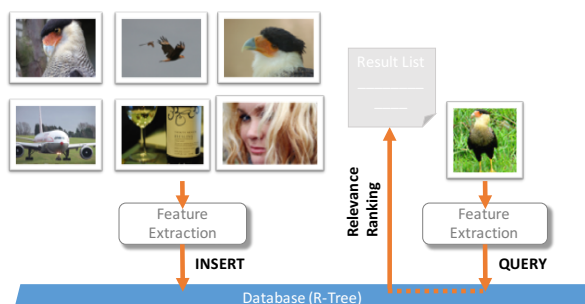 Result List
Feature
Extraction
INSERT
Relevance
Ranking
Feature
Extraction
QUERY
Database (R-Tree)